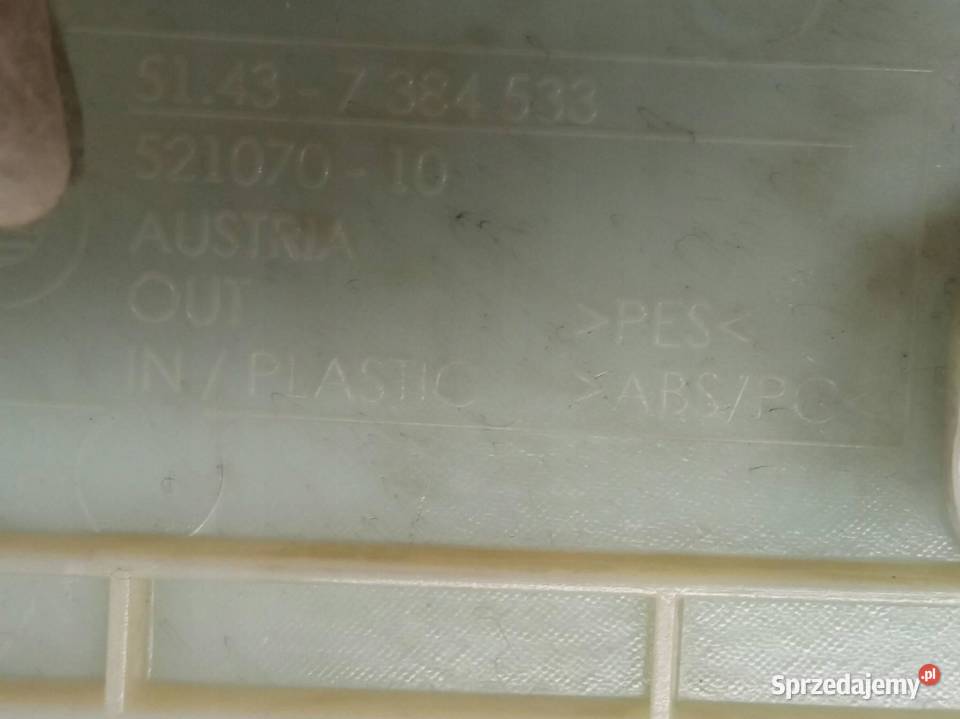 51.43 - 7 384 533
521070 - 10
AUSTRIA
OUT >PES<
IN / PLASTIC >ABS/PC<
Sprzedajemy.pl